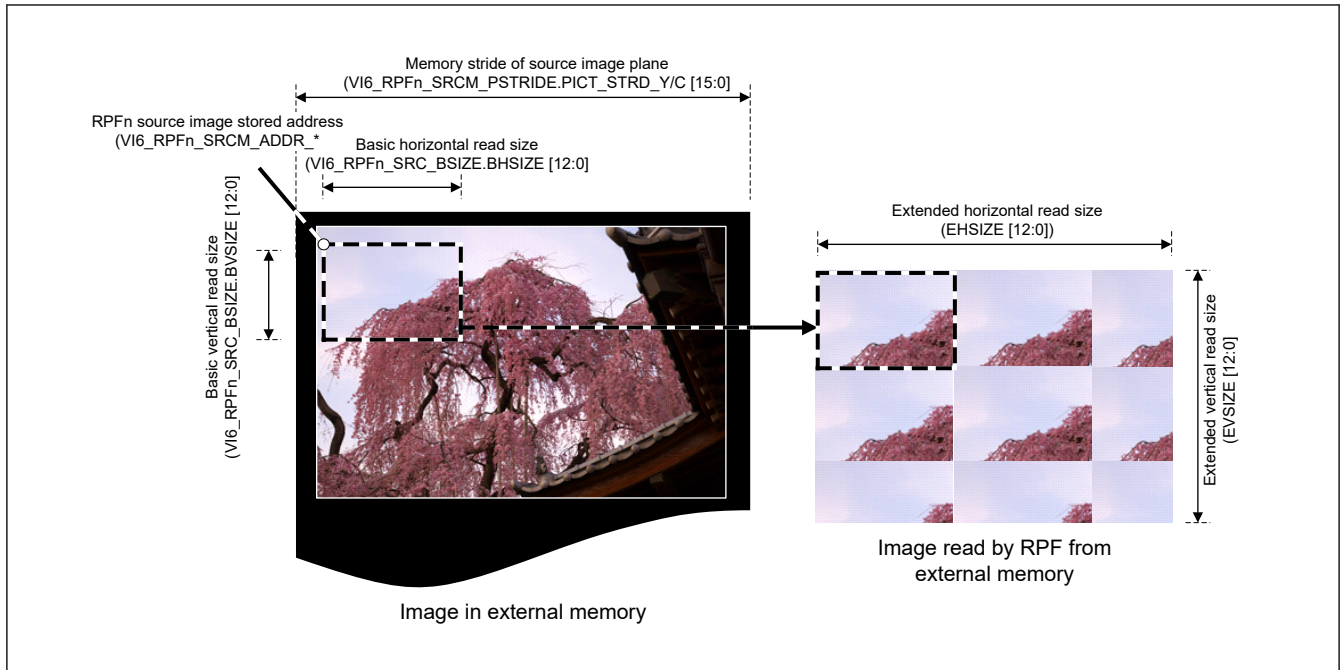 Memory stride of source image plane
(VI6_RPFn_SRCM_PSTRIDE.PICT_STRD_Y/C [15:0]
RPFn source image stored address
(VI6_RPFn_SRCM_ADDR_*
Basic horizontal read size
(VI6_RPFn_SRC_BSIZE.BHSIZE [12:0]
Basic vertical read size
(VI6_RPFn_SRC_BSIZE.BVSIZE [12:0]
Extended horizontal read size
(EHSIZE [12:0])
Extended vertical read size
(EVSIZE [12:0])
Image read by RPF from
external memory
Image in external memory